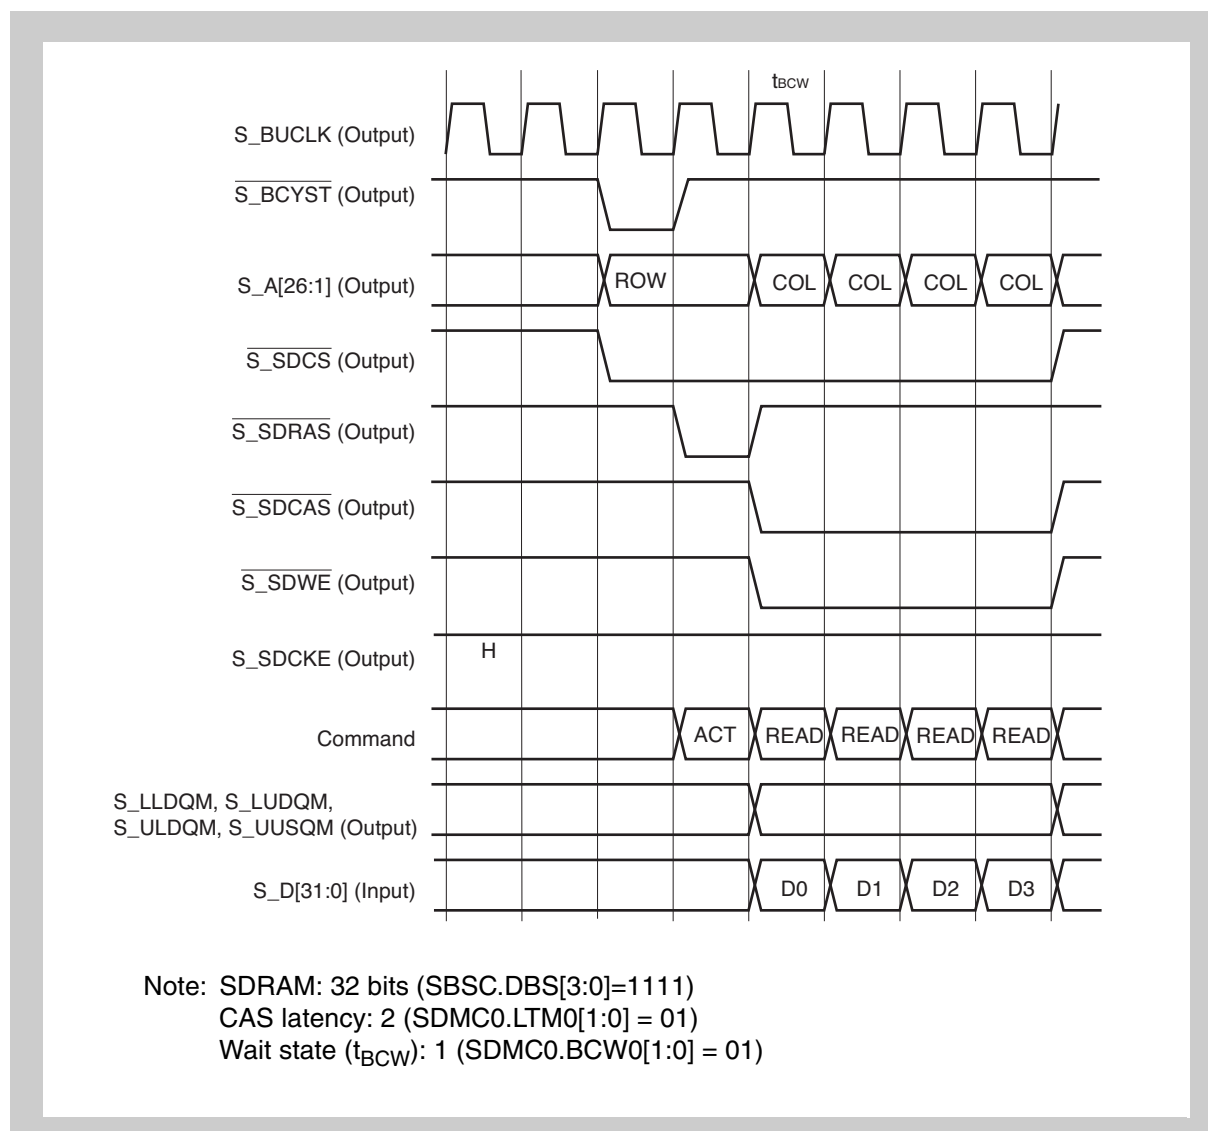 tBCW
S_BUCLK (Output)
S_BCYST (Output)
S_A[26:1] (Output)
ROW COL COL COL COL
S_SDCS (Output)
S_SDRAS (Output)
S_SDCAS (Output)
S_SDWE (Output)
S_SDCKE (Output)
H
Command
ACT READ READ READ READ
S_LLDQM, S_LUDQM,
S_ULDQM, S_UUSQM (Output)
S_D[31:0] (Input)
D0 D1 D2 D3
Note: SDRAM: 32 bits (SBSC.DBS[3:0]=1111)
CAS latency: 2 (SDMC0.LTM0[1:0] = 01)
Wait state (tBCW): 1 (SDMC0.BCW0[1:0] = 01)